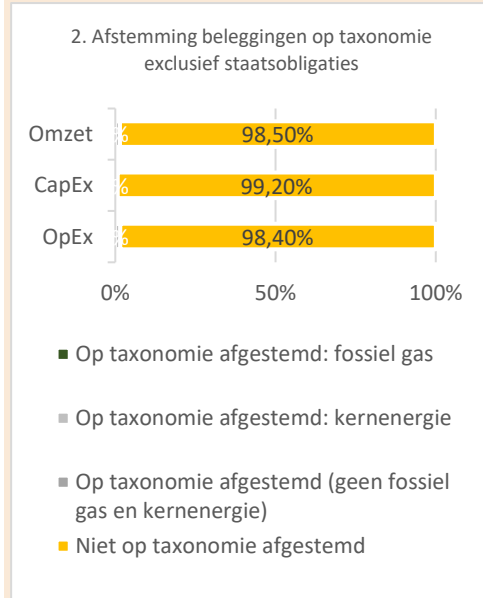 2. Afstemming beleggingen op taxonomie
exclusief staatsobligaties
Omzet % 98,50%
CapEx % 99,20%
OpEx % 98,40%
0% 50% 100%
Op taxonomie afgestemd: fossiel gas
Op taxonomie afgestemd: kernenergie
Op taxonomie afgestemd (geen fossiel
gas en kernenergie)
Niet op taxonomie afgestemd